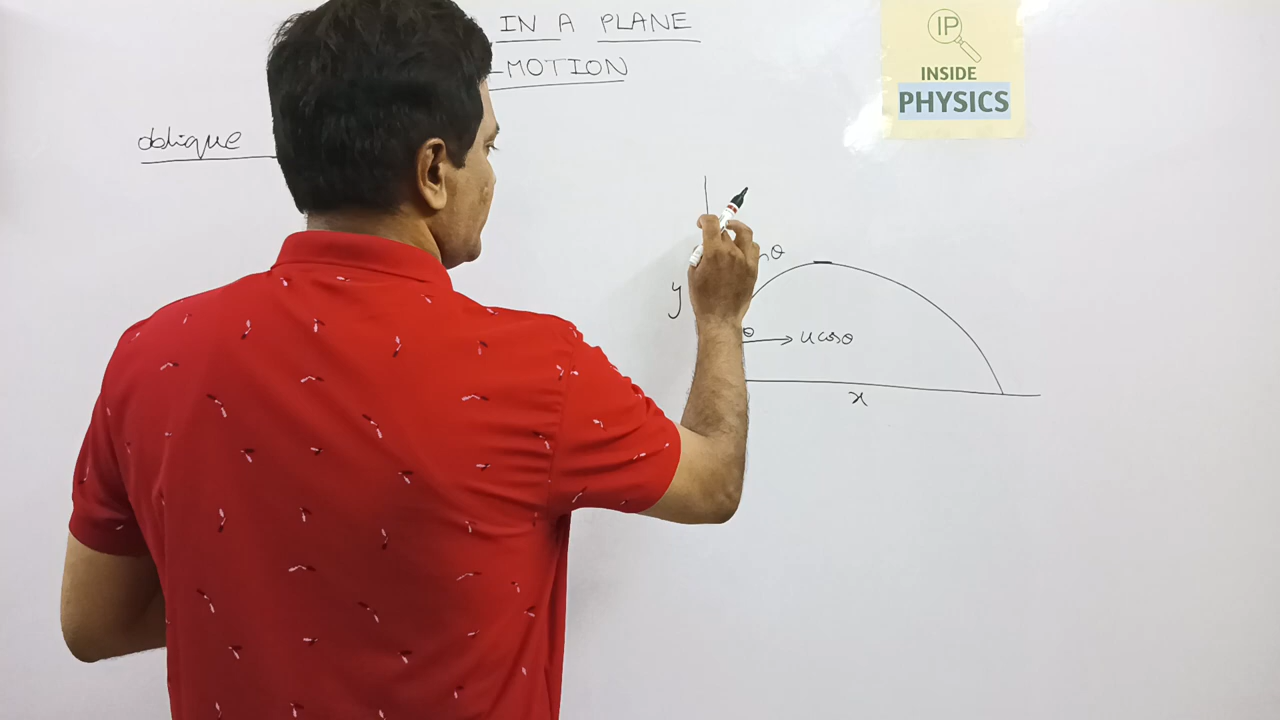 IN A PLANE
MOTION
IP
INSIDE
PHYSICS
oblique
θ
y
θ
u cosθ
x